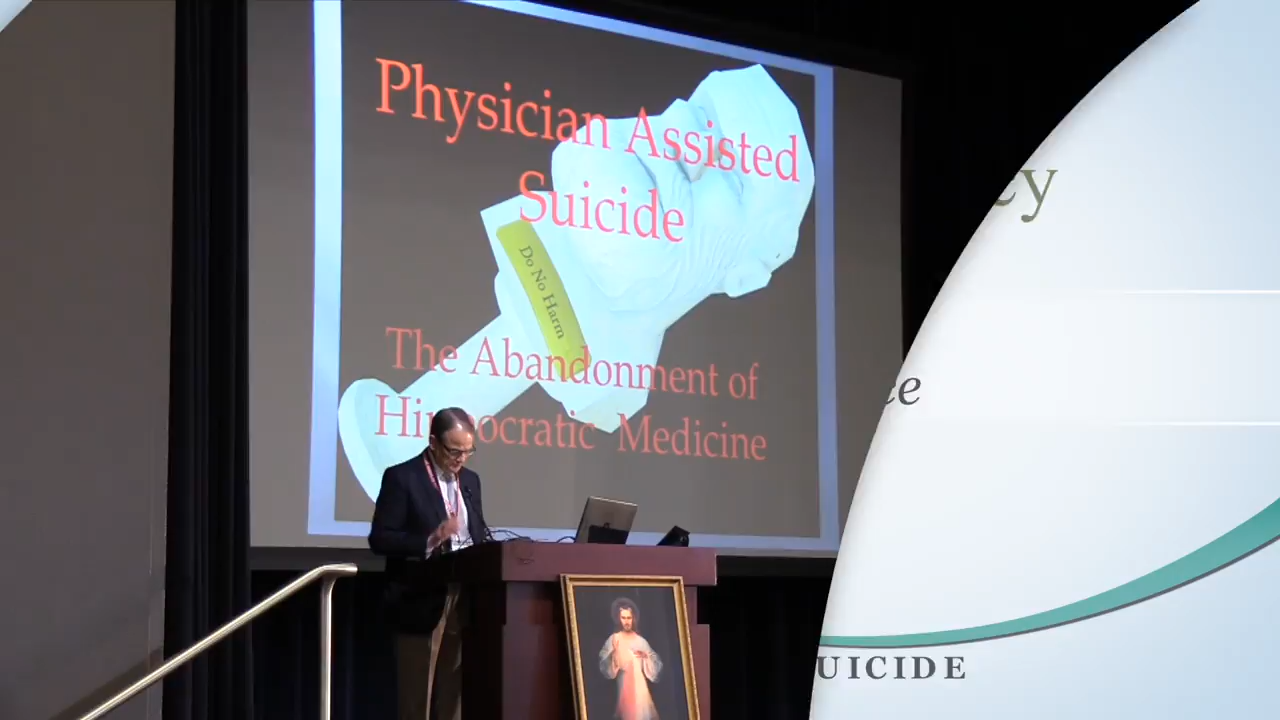 Physician Assisted
Suicide
Do No Harm
The Abandonment of
Hippocratic Medicine
cy
ce
UICIDE